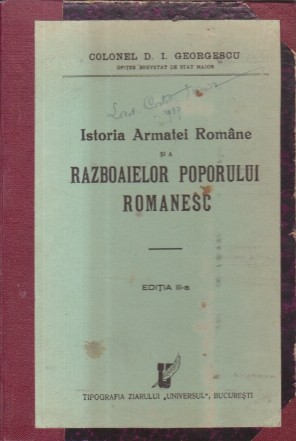 COLONEL D. I. GEORGESCU
OFIȚER BREVETAT DE STAT MAJOR
Istoria Armatei Române
ȘI A
RAZBOAIELOR POPORULUI
ROMANESC
EDIȚIA II-a
TIPOGRAFIA ZIARULUI „UNIVERSUL”, BUCUREȘTI